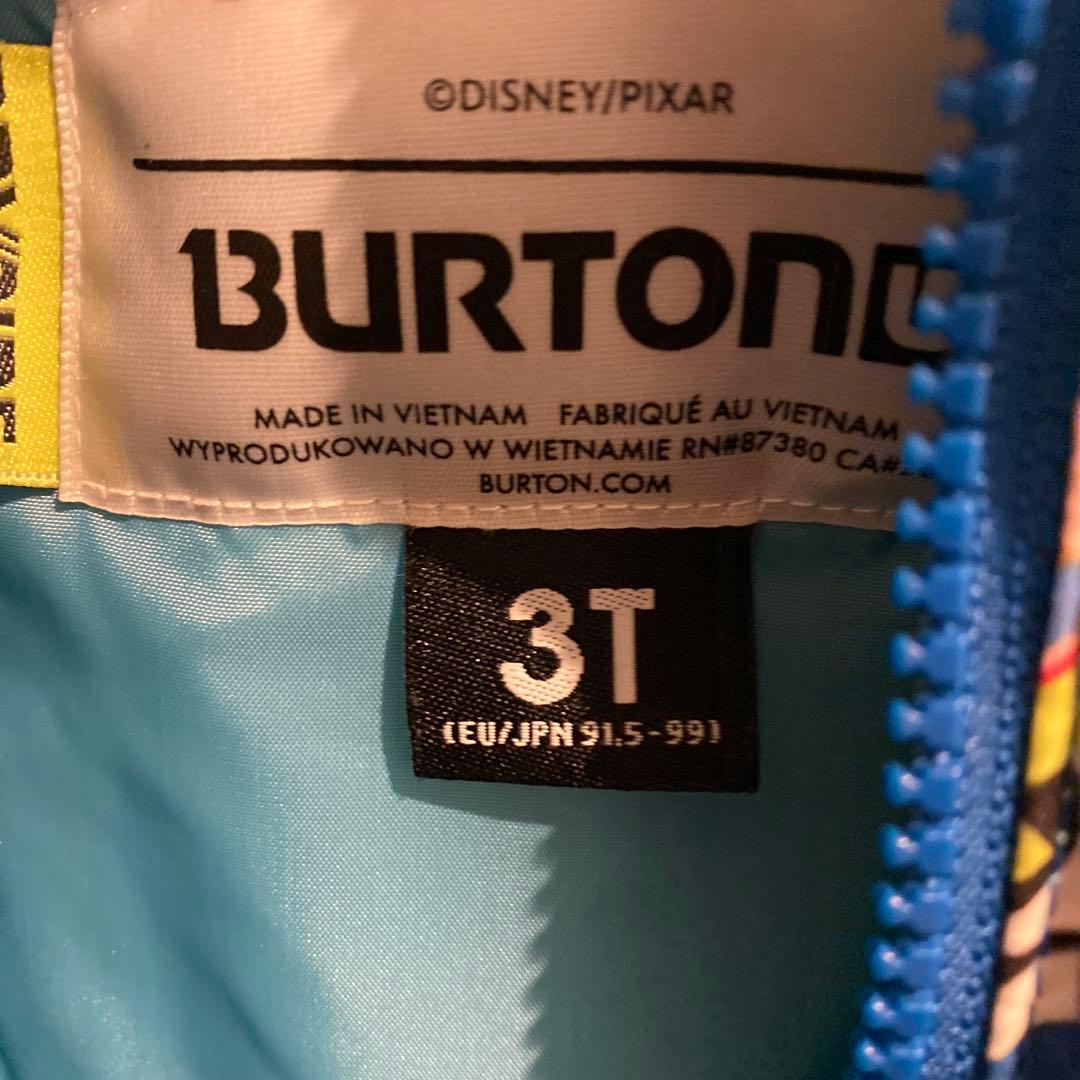 ©DISNEY/PIXAR
BURTON
MADE IN VIETNAM FABRIQUÉ AU VIETNAM
WYPRODUKOWANO W WIETNAMIE RN#87380 CA#
BURTON.COM
3T
(EU/JPN 91.5-99)